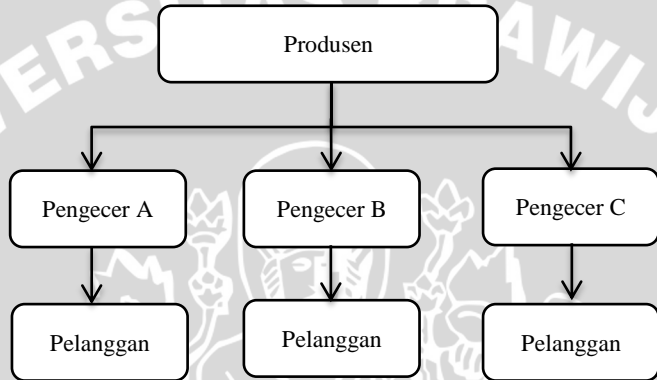 Produsen
Pengecer A
Pengecer B
Pengecer C
Pelanggan
Pelanggan
Pelanggan